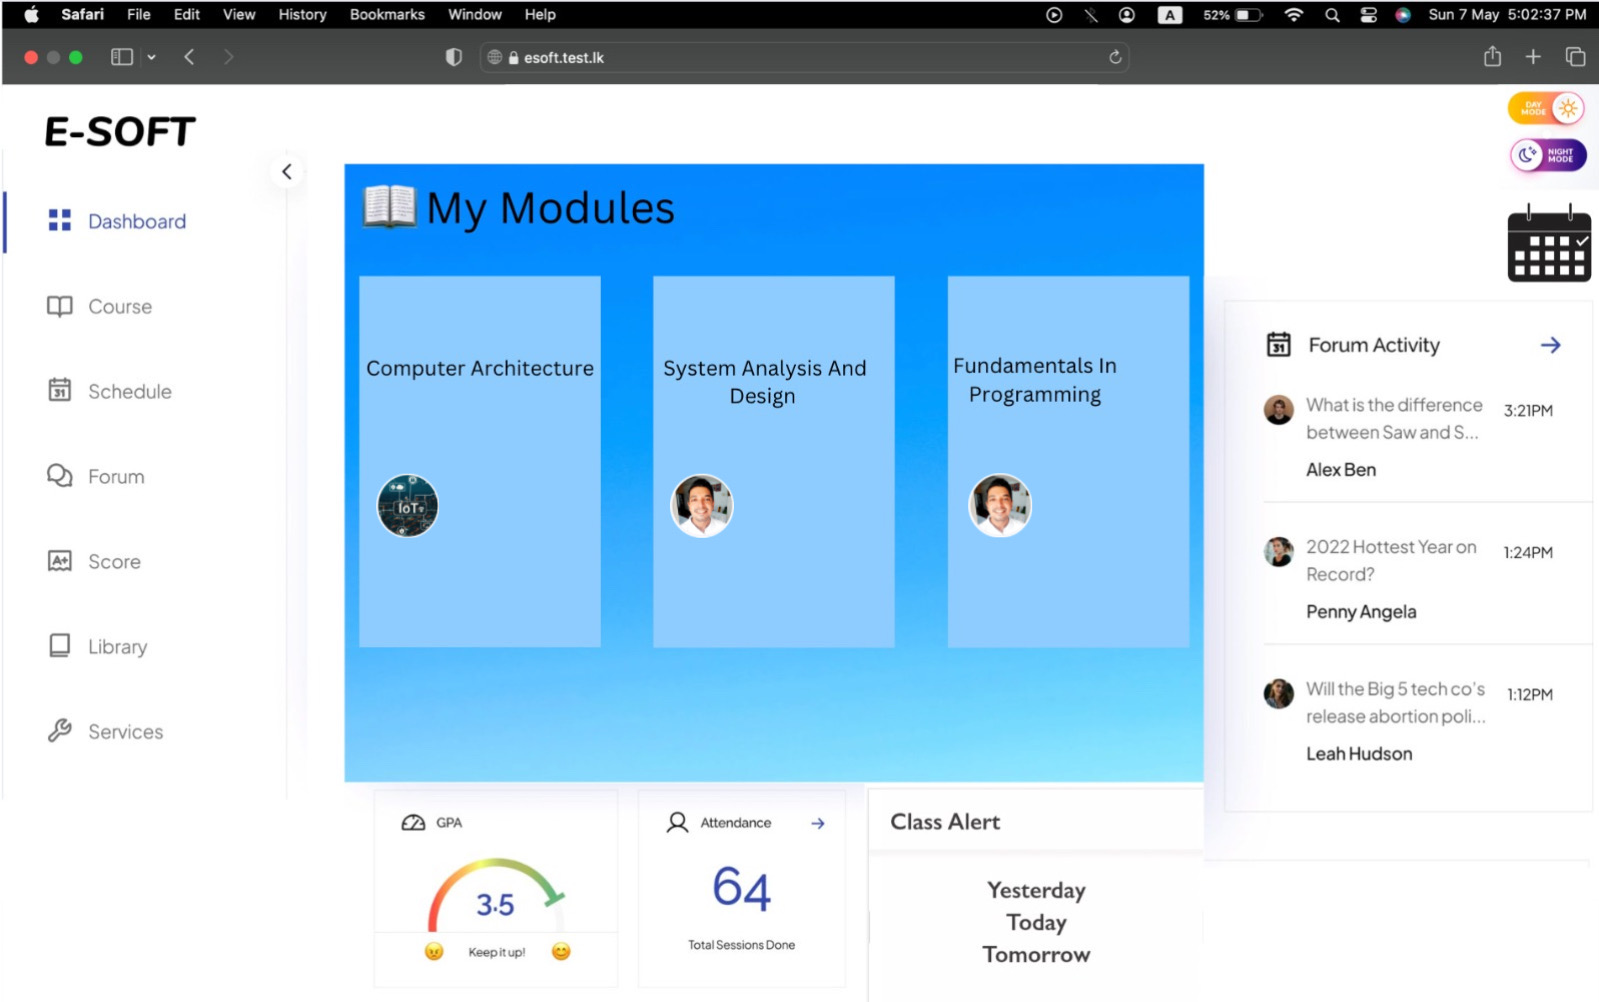 Safari File Edit View History Bookmarks Window Help A 52% Sun 7 May 5:02:37 PM
esoft.test.lk
E-SOFT
DAY
MODE
NIGHT
MODE
Dashboard
Course
31 Schedule
Forum
A+ Score
Library
Services
My Modules
Computer Architecture
IoT
System Analysis And
Design
Fundamentals In
Programming
31 Forum Activity
What is the difference 3:21PM
between Saw and S...
Alex Ben
2022 Hottest Year on 1:24PM
Record?
Penny Angela
Will the Big 5 tech co's 1:12PM
release abortion poli...
Leah Hudson
GPA
3.5
Keep it up!
Attendance
64
Total Sessions Done
Class Alert
Yesterday
Today
Tomorrow